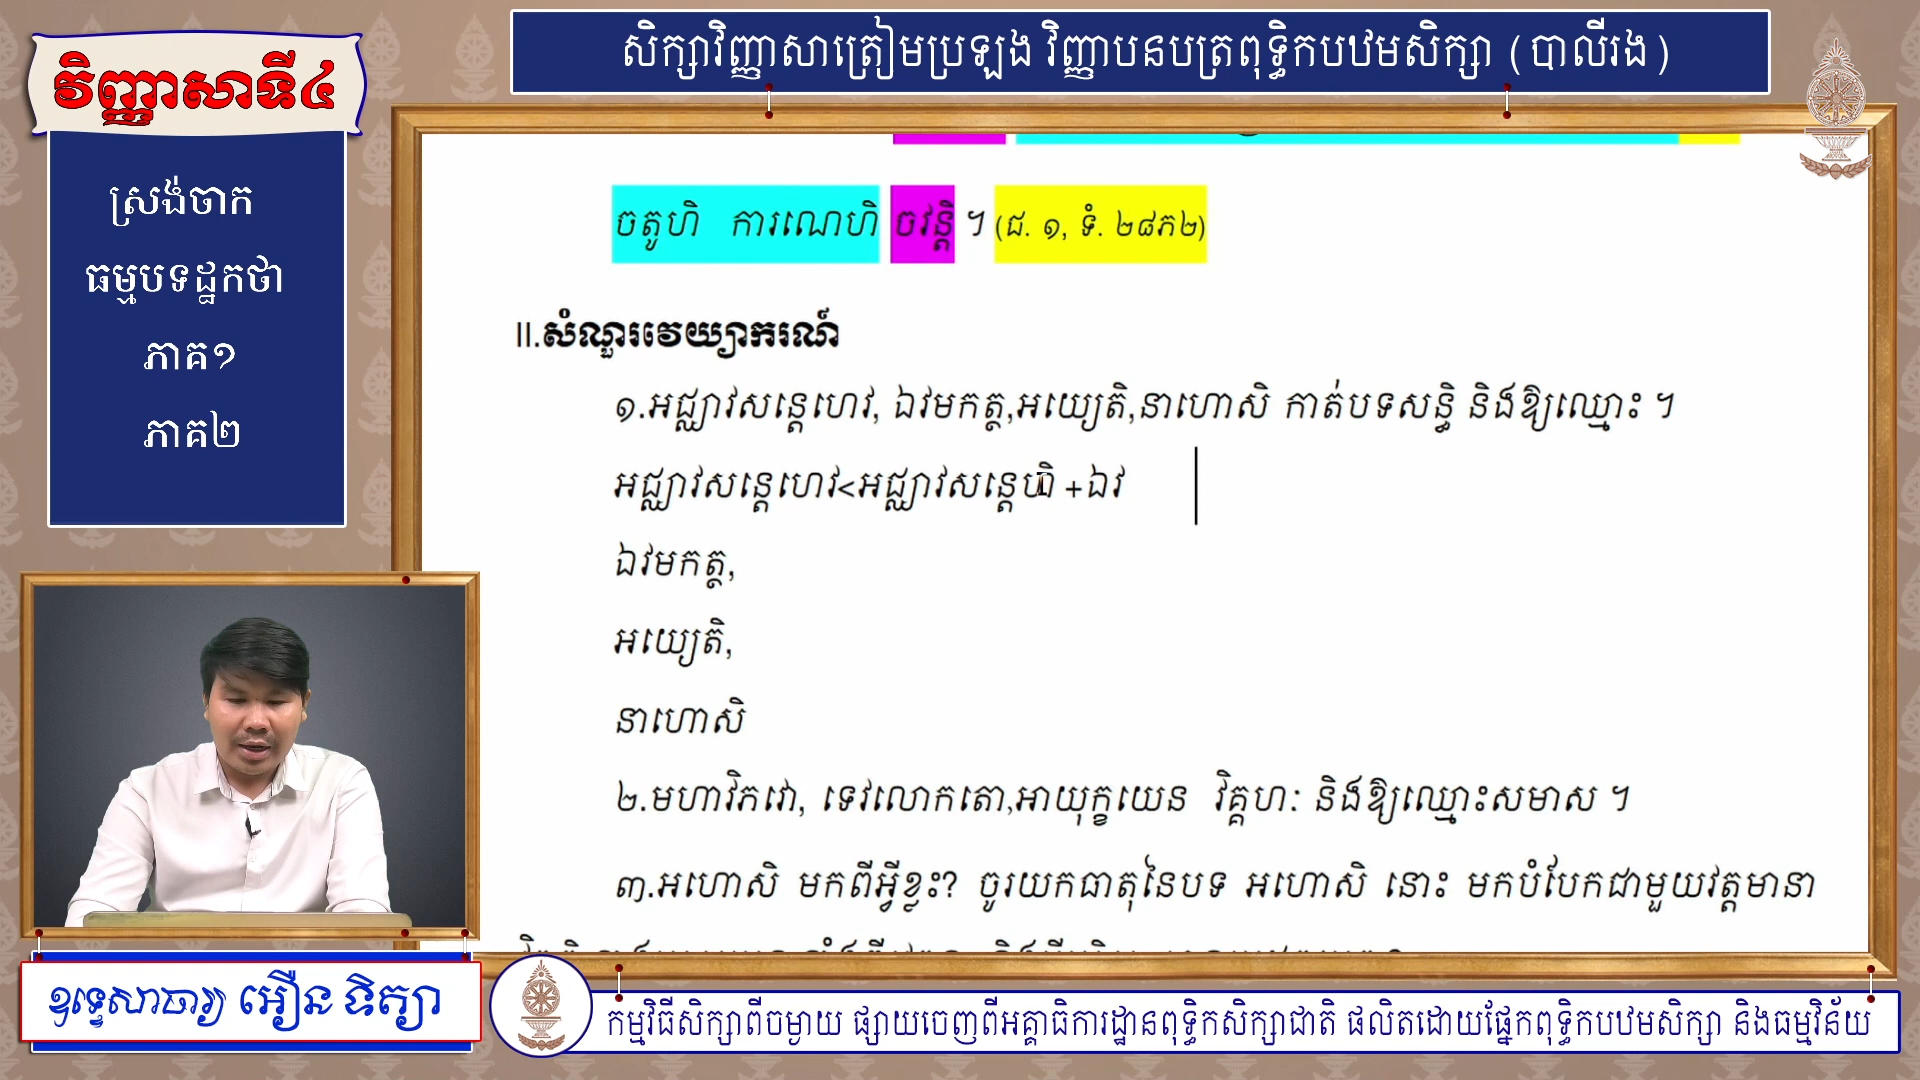 សិក្សាវិញ្ញាសាត្រៀមប្រឡង វិញ្ញាបនបត្រពុទ្ធិកបឋមសិក្សា (បាលីរង)
វិញ្ញាសាទី៤
ស្រង់ចាក
ធម្មបទដ្ឋកថា
ភាគ១
ភាគ២
ចតូហិ ការណេហិ ចវន្តិ ។ (ជ. ១, ទំ. ២៨ភ២)
II.សំណួរវេយ្យាករណ៍
១.អជ្ឈាវសន្តេហេវ, ឯវមកត្ថ,អយ្យេតិ,នាហោសិ កាត់បទសន្ធិ និងឱ្យឈ្មោះ ។
អជ្ឈាវសន្តេហេវ<អជ្ឈាវសន្តេហិ +ឯវ
ឯវមកត្ថ,
អយ្យេតិ,
នាហោសិ
២.មហាវិភវោ, ទេវលោកតោ,អាយុក្ខយេន វិគ្គហៈ និងឱ្យឈ្មោះសមាស ។
៣.អហោសិ មកពីអ្វីខ្លះ? ចូរយកធាតុនៃបទ អហោសិ នោះ មកបំបែកជាមួយវត្តមានា
ឧទ្ទេសាចារ្យ អឿន ទិត្យា
កម្មវិធីសិក្សាពីចម្ងាយ ផ្សាយចេញពីអគ្គាធិការដ្ឋានពុទ្ធិកសិក្សាជាតិ ផលិតដោយផ្នែកពុទ្ធិកបឋមសិក្សា និងធម្មវិន័យ